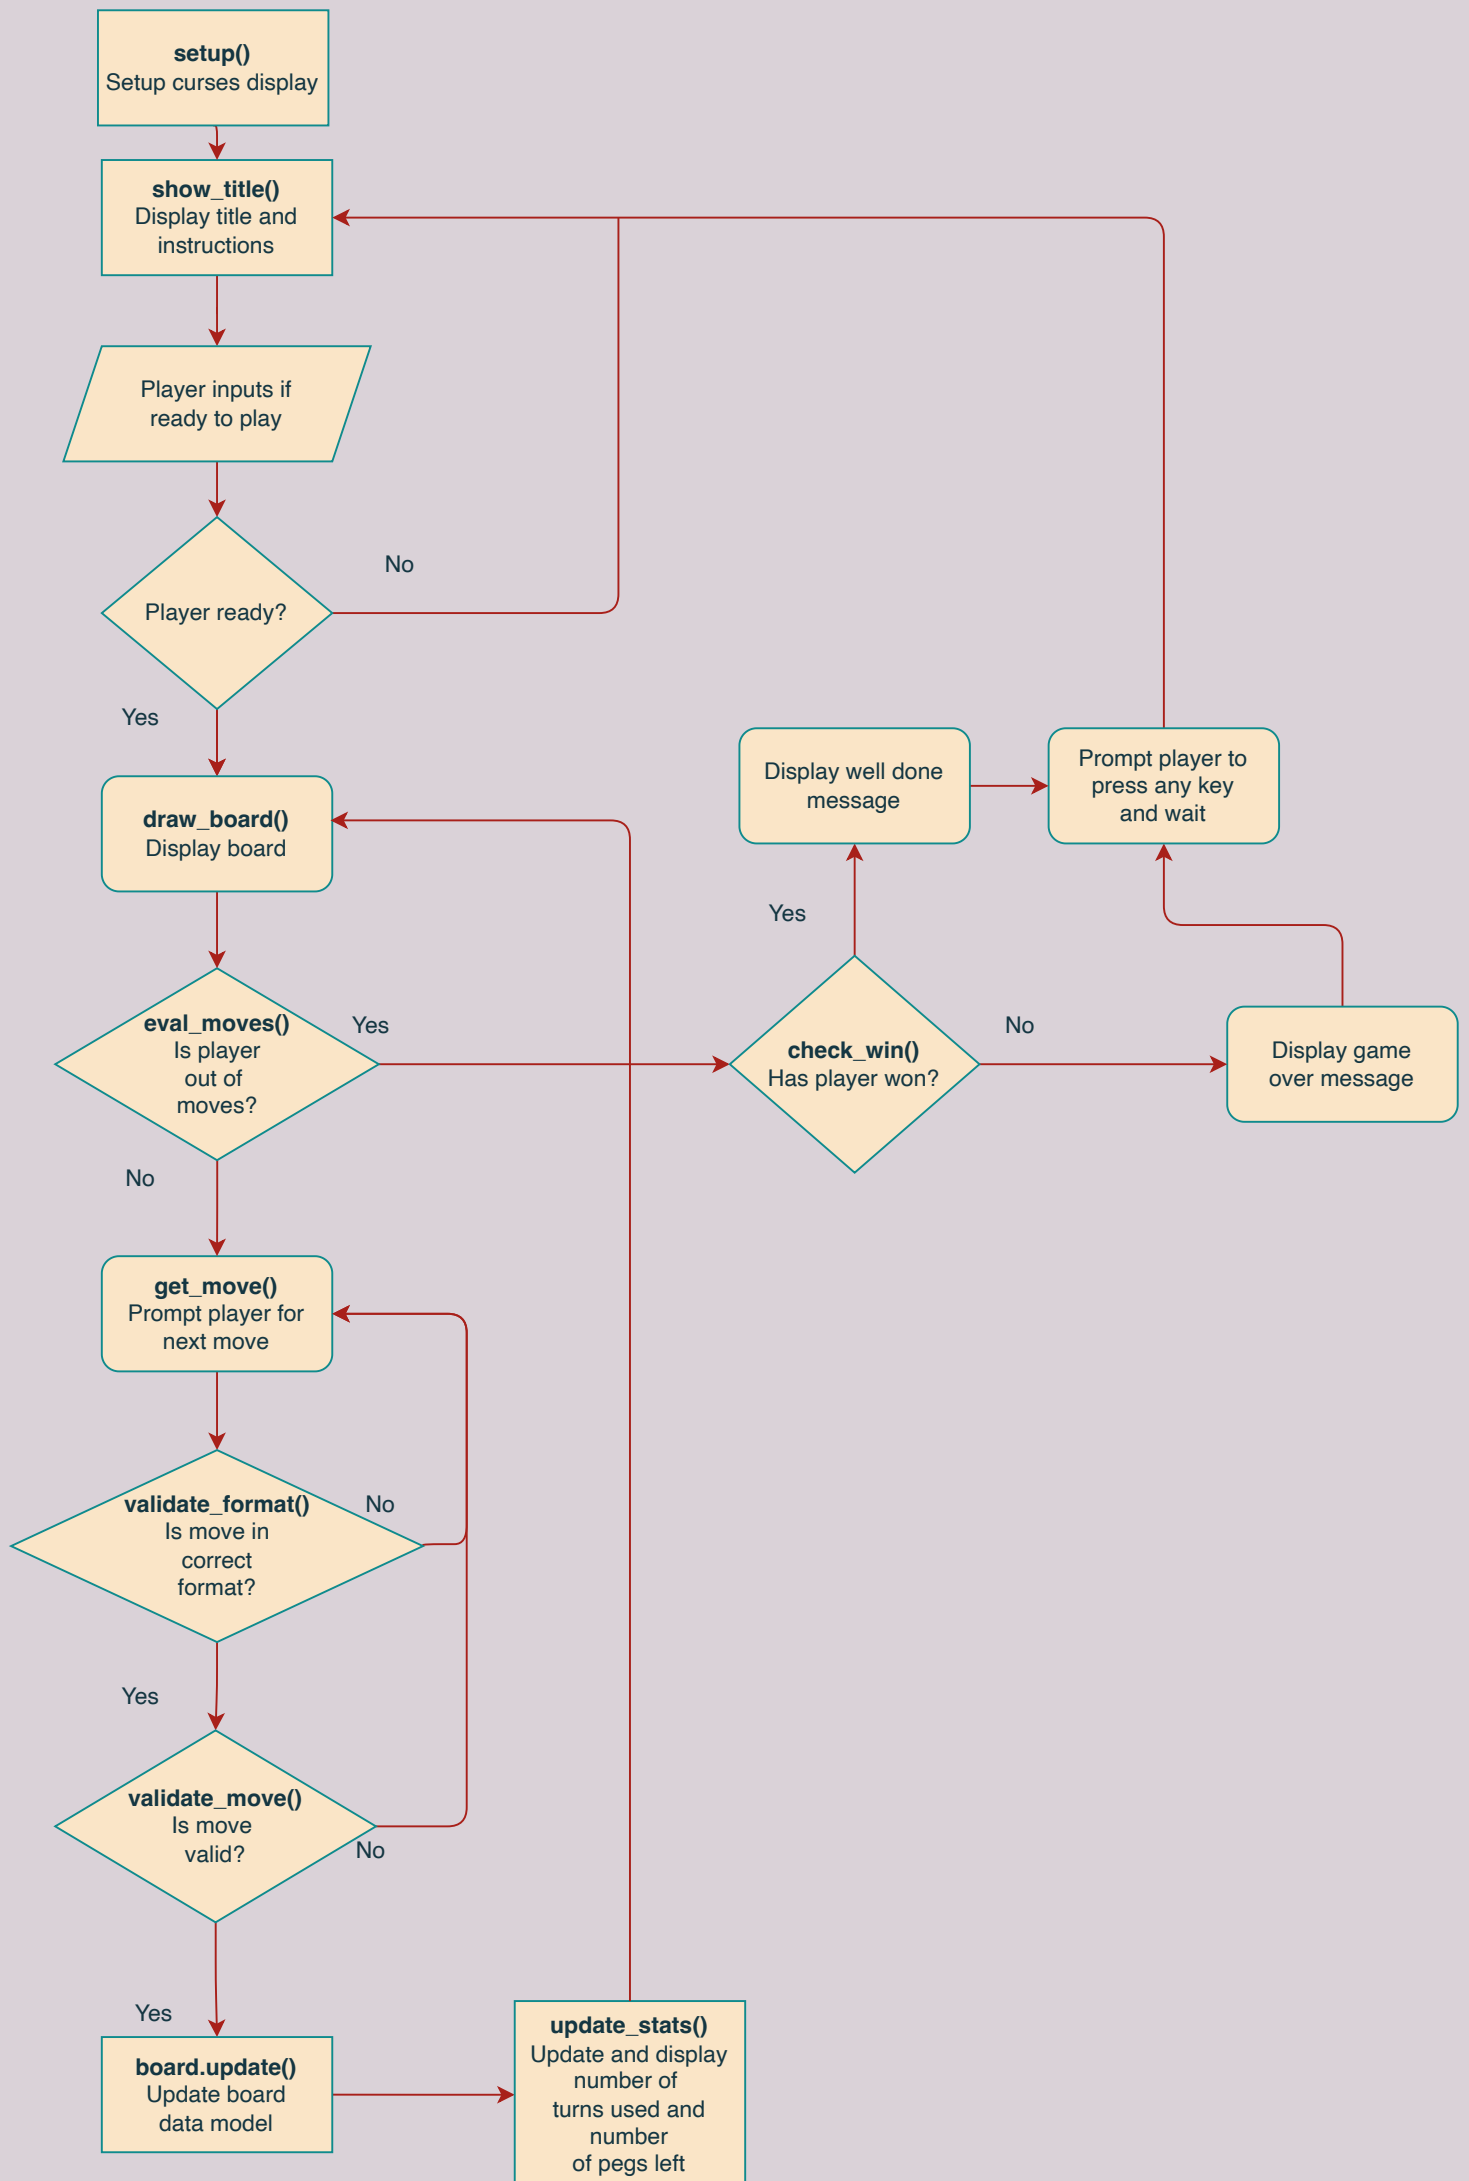 setup()
Setup curses display
show_title()
Display title and
instructions
Player inputs if
ready to play
No
Player ready?
Yes
draw_board()
Display board
Display well done
message
Prompt player to
press any key
and wait
Yes
eval_moves()
Is player
out of
moves?
Yes
check_win()
Has player won?
No
Display game
over message
No
get_move()
Prompt player for
next move
validate_format()
Is move in
correct
format?
No
Yes
validate_move()
Is move
valid?
No
Yes
board.update()
Update board
data model
update_stats()
Update and display
number of
turns used and
number
of pegs left